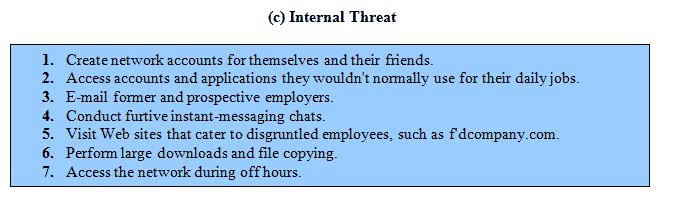 (c) Internal Threat
1. Create network accounts for themselves and their friends.
2. Access accounts and applications they wouldn't normally use for their daily jobs.
3. E-mail former and prospective employers.
4. Conduct furtive instant-messaging chats.
5. Visit Web sites that cater to disgruntled employees, such as f'dcompany.com.
6. Perform large downloads and file copying.
7. Access the network during off hours.